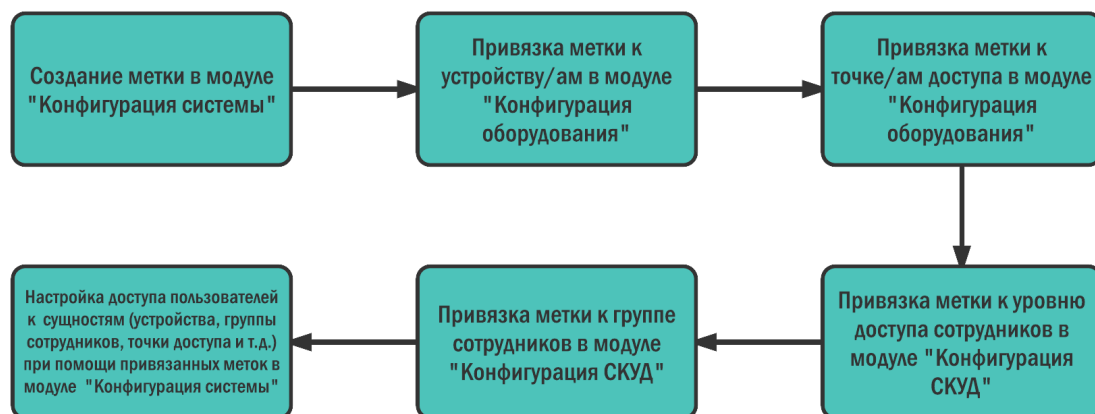 Создание метки в модуле
"Конфигурация системы"
Привязка метки к
устройству/ам в модуле
"Конфигурация
оборудования"
Привязка метки к
точке/ам доступа в модуле
"Конфигурация
оборудования"
Привязка метки к уровню
доступа сотрудников в
модуле "Конфигурация
СКУД"
Привязка метки к группе
сотрудников в модуле
"Конфигурация СКУД"
Настройка доступа пользователей
к сущностям (устройства, группы
сотрудников, точки доступа и т.д.)
при помощи привязанных меток в
модуле "Конфигурация системы"